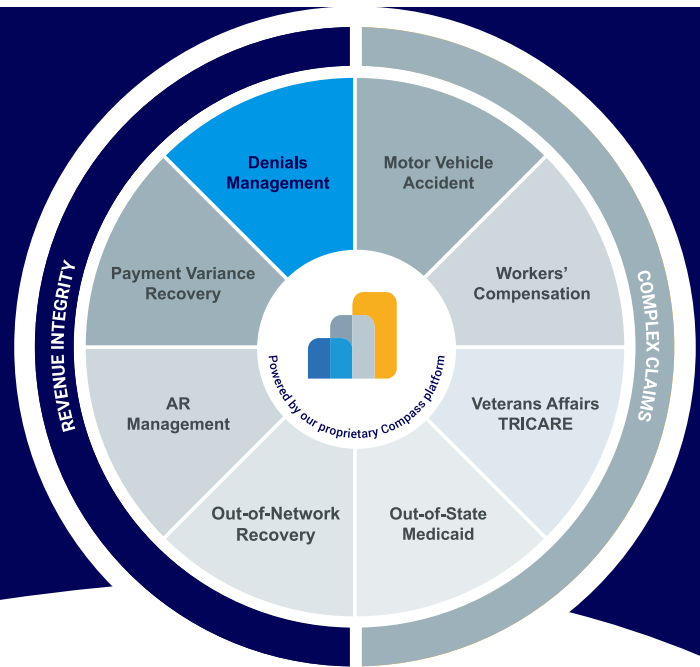 REVENUE INTEGRITY
COMPLEX CLAIMS
Denials
Management
Motor Vehicle
Accident
Payment Variance
Recovery
Workers'
Compensation
AR
Management
Veterans Affairs
TRICARE
Out-of-Network
Recovery
Out-of-State
Medicaid
Powered by our proprietary Compass platform